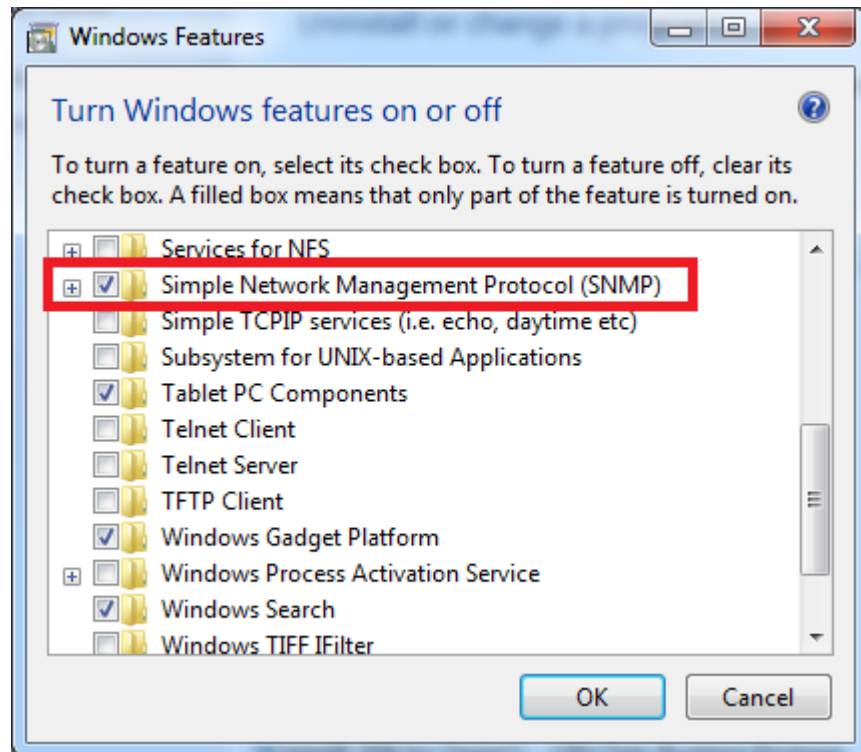 Windows Features
Turn Windows features on or off
To turn a feature on, select its check box. To turn a feature off, clear its
check box. A filled box means that only part of the feature is turned on.
Services for NFS
Simple Network Management Protocol (SNMP)
Simple TCPIP services (i.e. echo, daytime etc)
Subsystem for UNIX-based Applications
Tablet PC Components
Telnet Client
Telnet Server
TFTP Client
Windows Gadget Platform
Windows Process Activation Service
Windows Search
Windows TIFF IFilter
OK Cancel